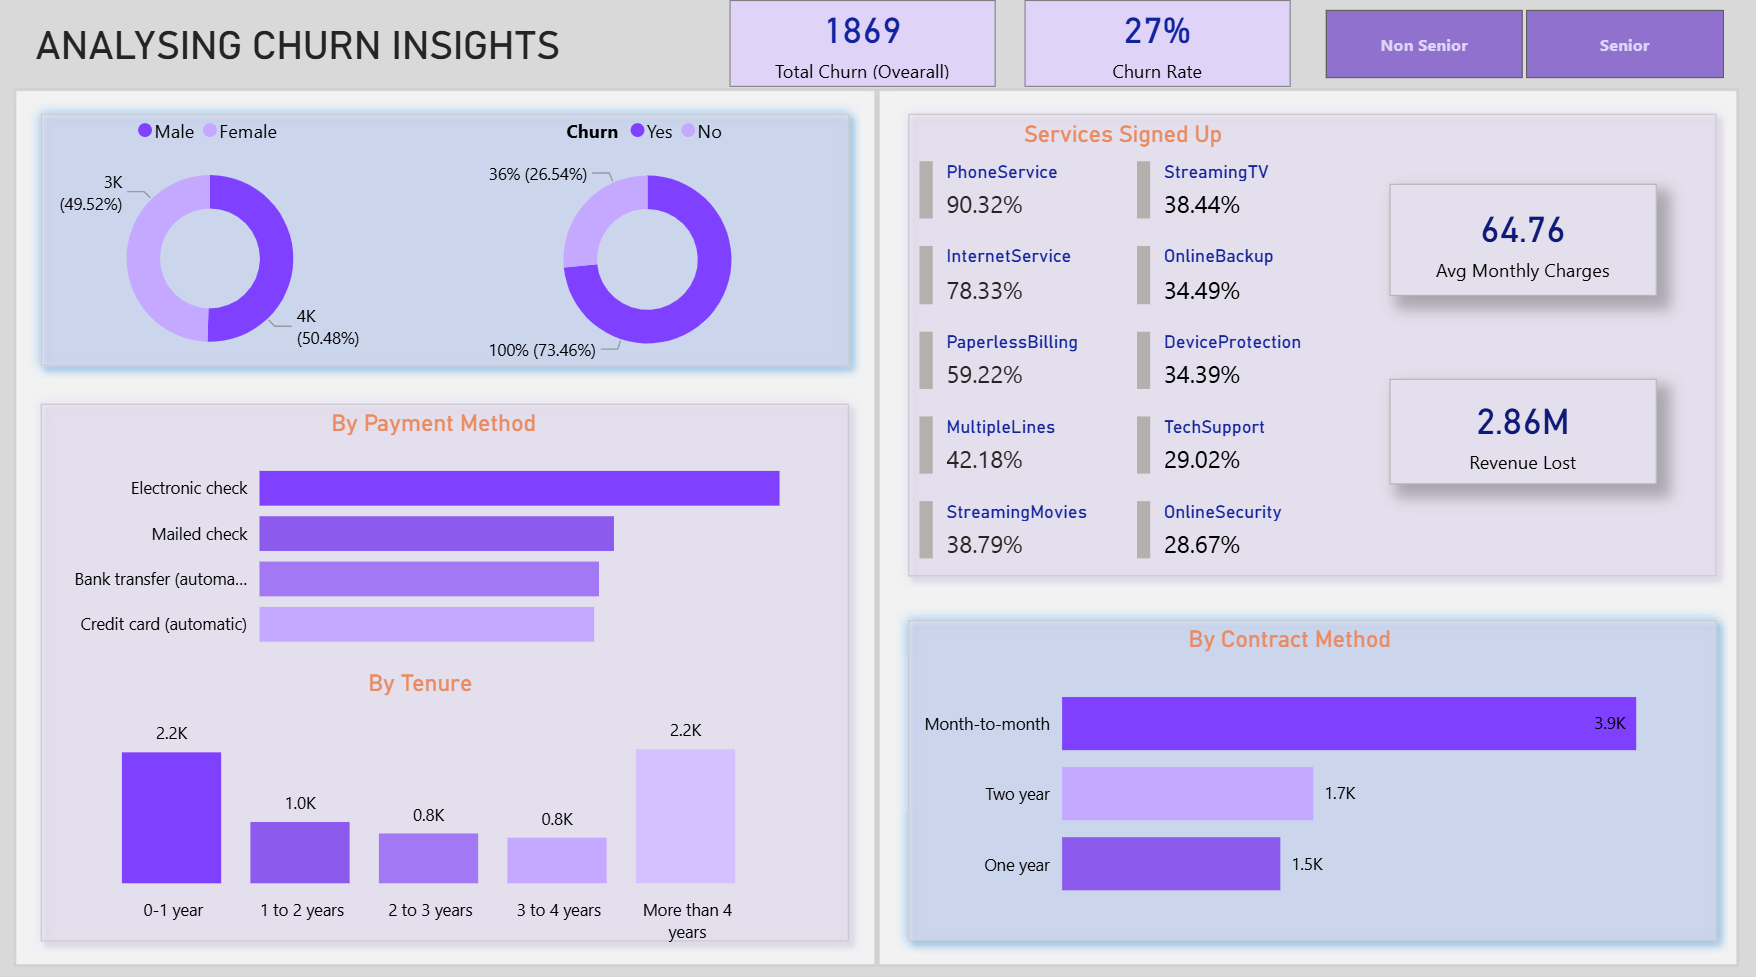 ANALYSING CHURN INSIGHTS
1869
Total Churn (Ovearall)
27%
Churn Rate
Non Senior
Senior
Male Female
3K
(49.52%)
4K
(50.48%)
Churn Yes No
36% (26.54%)
100% (73.46%)
By Payment Method
Electronic check
Mailed check
Bank transfer (automa...
Credit card (automatic)
By Tenure
2.2K
1.0K
0.8K
0.8K
2.2K
0-1 year
1 to 2 years
2 to 3 years
3 to 4 years
More than 4
years
Services Signed Up
PhoneService
90.32%
InternetService
78.33%
PaperlessBilling
59.22%
MultipleLines
42.18%
StreamingMovies
38.79%
StreamingTV
38.44%
OnlineBackup
34.49%
DeviceProtection
34.39%
TechSupport
29.02%
OnlineSecurity
28.67%
64.76
Avg Monthly Charges
2.86M
Revenue Lost
By Contract Method
Month-to-month
3.9K
Two year
1.7K
One year
1.5K